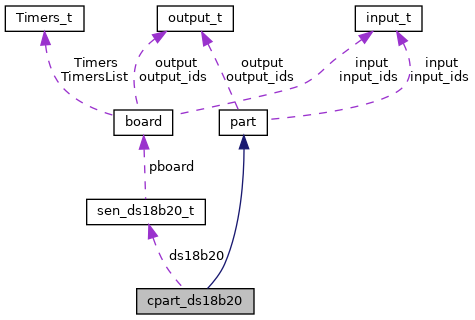 Timers_t
output_t
input_t
Timers
TimersList
output
output_ids
output
output_ids
input
input_ids
input
input_ids
board
part
pboard
sen_ds18b20_t
ds18b20
cpart_ds18b20